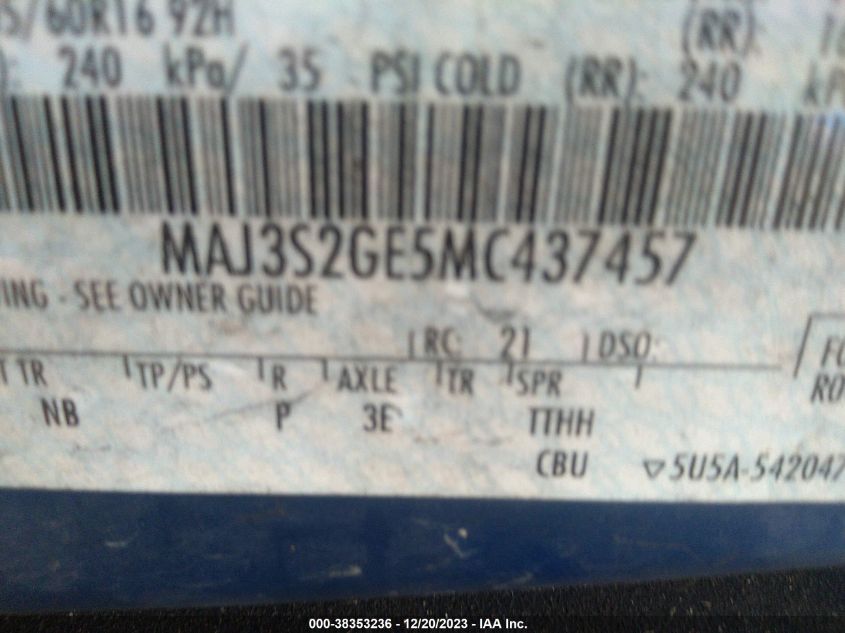 5/60R16 92H (RR):
): 240 kPa/ 35 PSI COLD (RR): 240
MAJ3S2GE5MC437457
ING - SEE OWNER GUIDE
RC: 21 DSO:
T TR TP/PS R AXLE TR SPR
NB P 3E TTHH
CBU ▽5U5A-542047
000-38353236 - 12/20/2023 - IAA Inc.